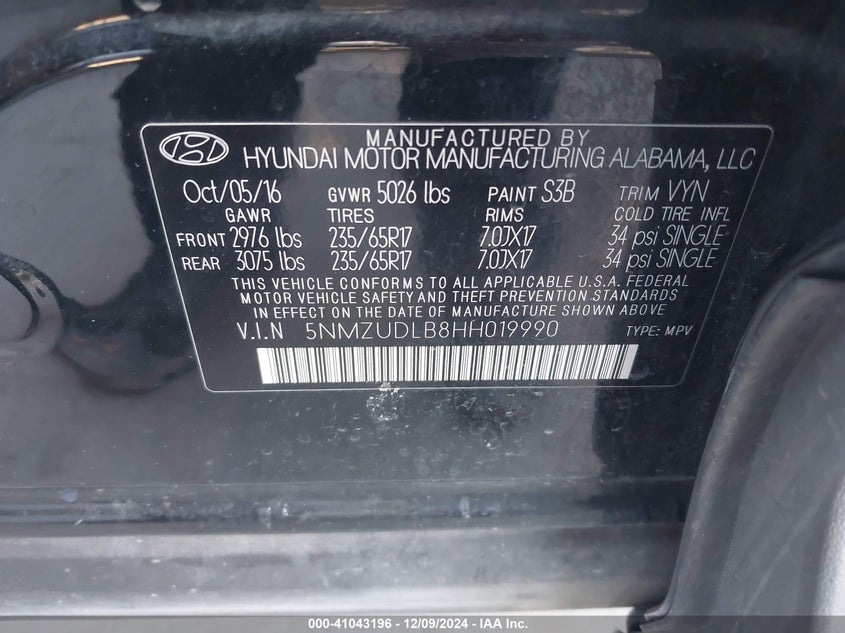 MANUFACTURED BY
HYUNDAI MOTOR MANUFACTURING ALABAMA, LLC
Oct/05/16 GVWR 5026 lbs PAINT S3B TRIM VYN
GAWR TIRES RIMS COLD TIRE INFL
FRONT 2976 lbs 235/65R17 7.0JX17 34 psi SINGLE
REAR 3075 lbs 235/65R17 7.0JX17 34 psi SINGLE
THIS VEHICLE CONFORMS TO ALL APPLICABLE U.S.A. FEDERAL
MOTOR VEHICLE SAFETY AND THEFT PREVENTION STANDARDS
IN EFFECT ON THE DATE OF MANUFACTURE SHOWN ABOVE
V.I.N 5NMZUDLB8HH019990 TYPE: MPV
000-41043196 - 12/09/2024 - IAA Inc.